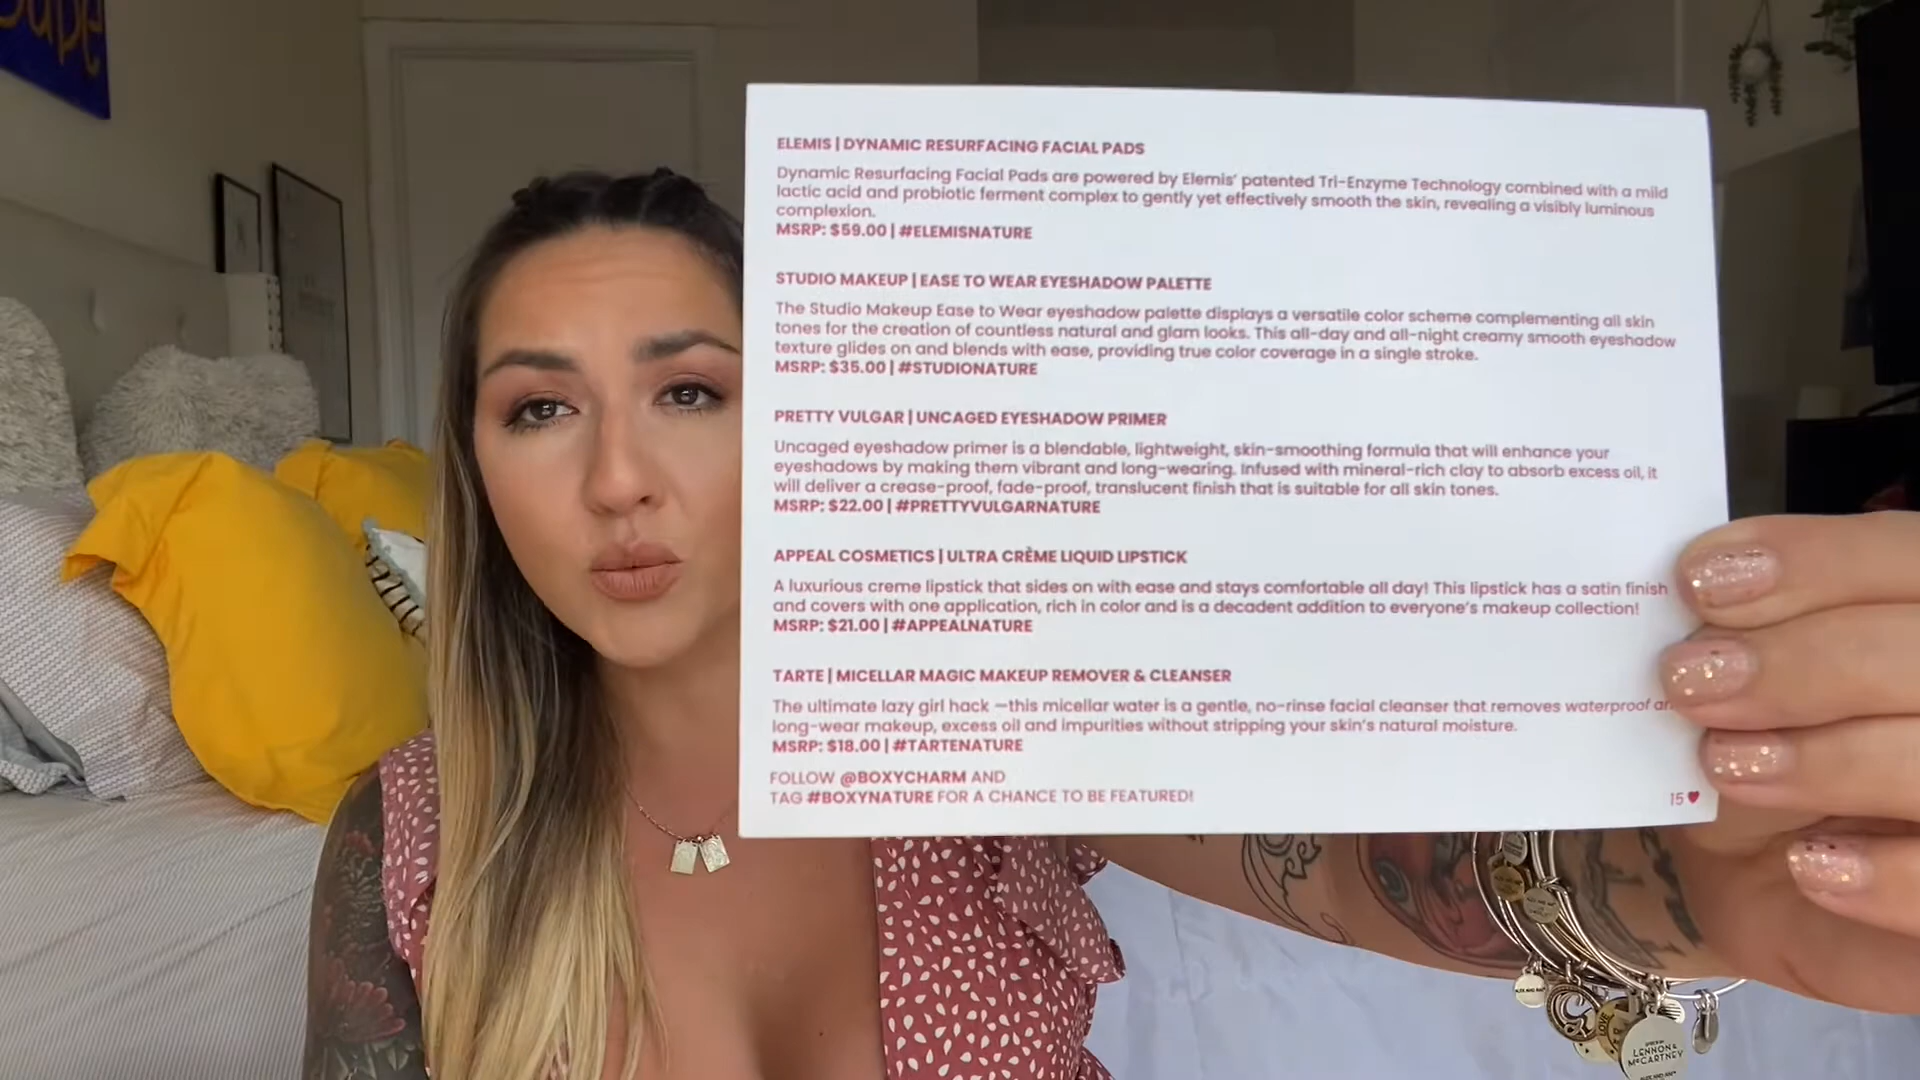 ELEMIS | DYNAMIC RESURFACING FACIAL PADS
Dynamic Resurfacing Facial Pads are powered by Elemis' patented Tri-Enzyme Technology combined with a mild
lactic acid and probiotic ferment complex to gently yet effectively smooth the skin, revealing a visibly luminous
complexion.
MSRP: $59.00 | #ELEMISNATURE
STUDIO MAKEUP | EASE TO WEAR EYESHADOW PALETTE
The Studio Makeup Ease to Wear eyeshadow palette displays a versatile color scheme complementing all skin
tones for the creation of countless natural and glam looks. This all-day and all-night creamy smooth eyeshadow
texture glides on and blends with ease, providing true color coverage in a single stroke.
MSRP: $35.00 | #STUDIONATURE
PRETTY VULGAR | UNCAGED EYESHADOW PRIMER
Uncaged eyeshadow primer is a blendable, lightweight, skin-smoothing formula that will enhance your
eyeshadows by making them vibrant and long-wearing. Infused with mineral-rich clay to absorb excess oil, it
will deliver a crease-proof, fade-proof, translucent finish that is suitable for all skin tones.
MSRP: $22.00 | #PRETTYVULGARNATURE
APPEAL COSMETICS | ULTRA CRÈME LIQUID LIPSTICK
A luxurious creme lipstick that sides on with ease and stays comfortable all day! This lipstick has a satin finish
and covers with one application, rich in color and is a decadent addition to everyone's makeup collection!
MSRP: $21.00 | #APPEALNATURE
TARTE | MICELLAR MAGIC MAKEUP REMOVER & CLEANSER
The ultimate lazy girl hack —this micellar water is a gentle, no-rinse facial cleanser that removes waterproof an
long-wear makeup, excess oil and impurities without stripping your skin's natural moisture.
MSRP: $18.00 | #TARTENATURE
FOLLOW @BOXYCHARM AND
TAG #BOXYNATURE FOR A CHANCE TO BE FEATURED!
15
LOVE
LENNON &
McCARTNEY